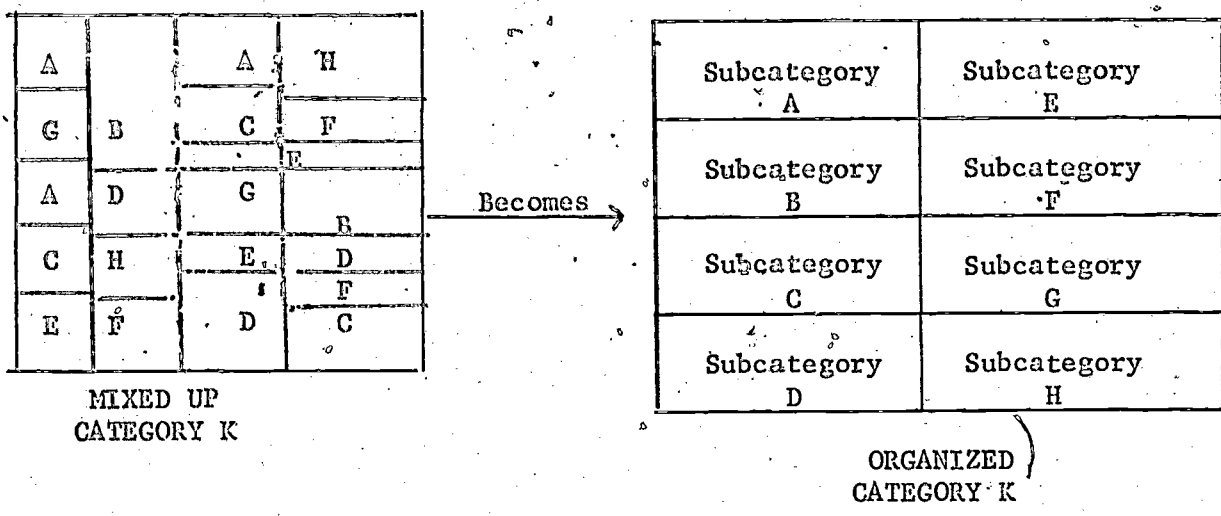 A H
A
G B C F
E
A D G
B
C H E D
F
E F D C
MIXED UP
CATEGORY K
Becomes
Subcategory Subcategory
A E
Subcategory Subcategory
B F
Subcategory Subcategory
C G
Subcategory Subcategory
D H
ORGANIZED
CATEGORY K